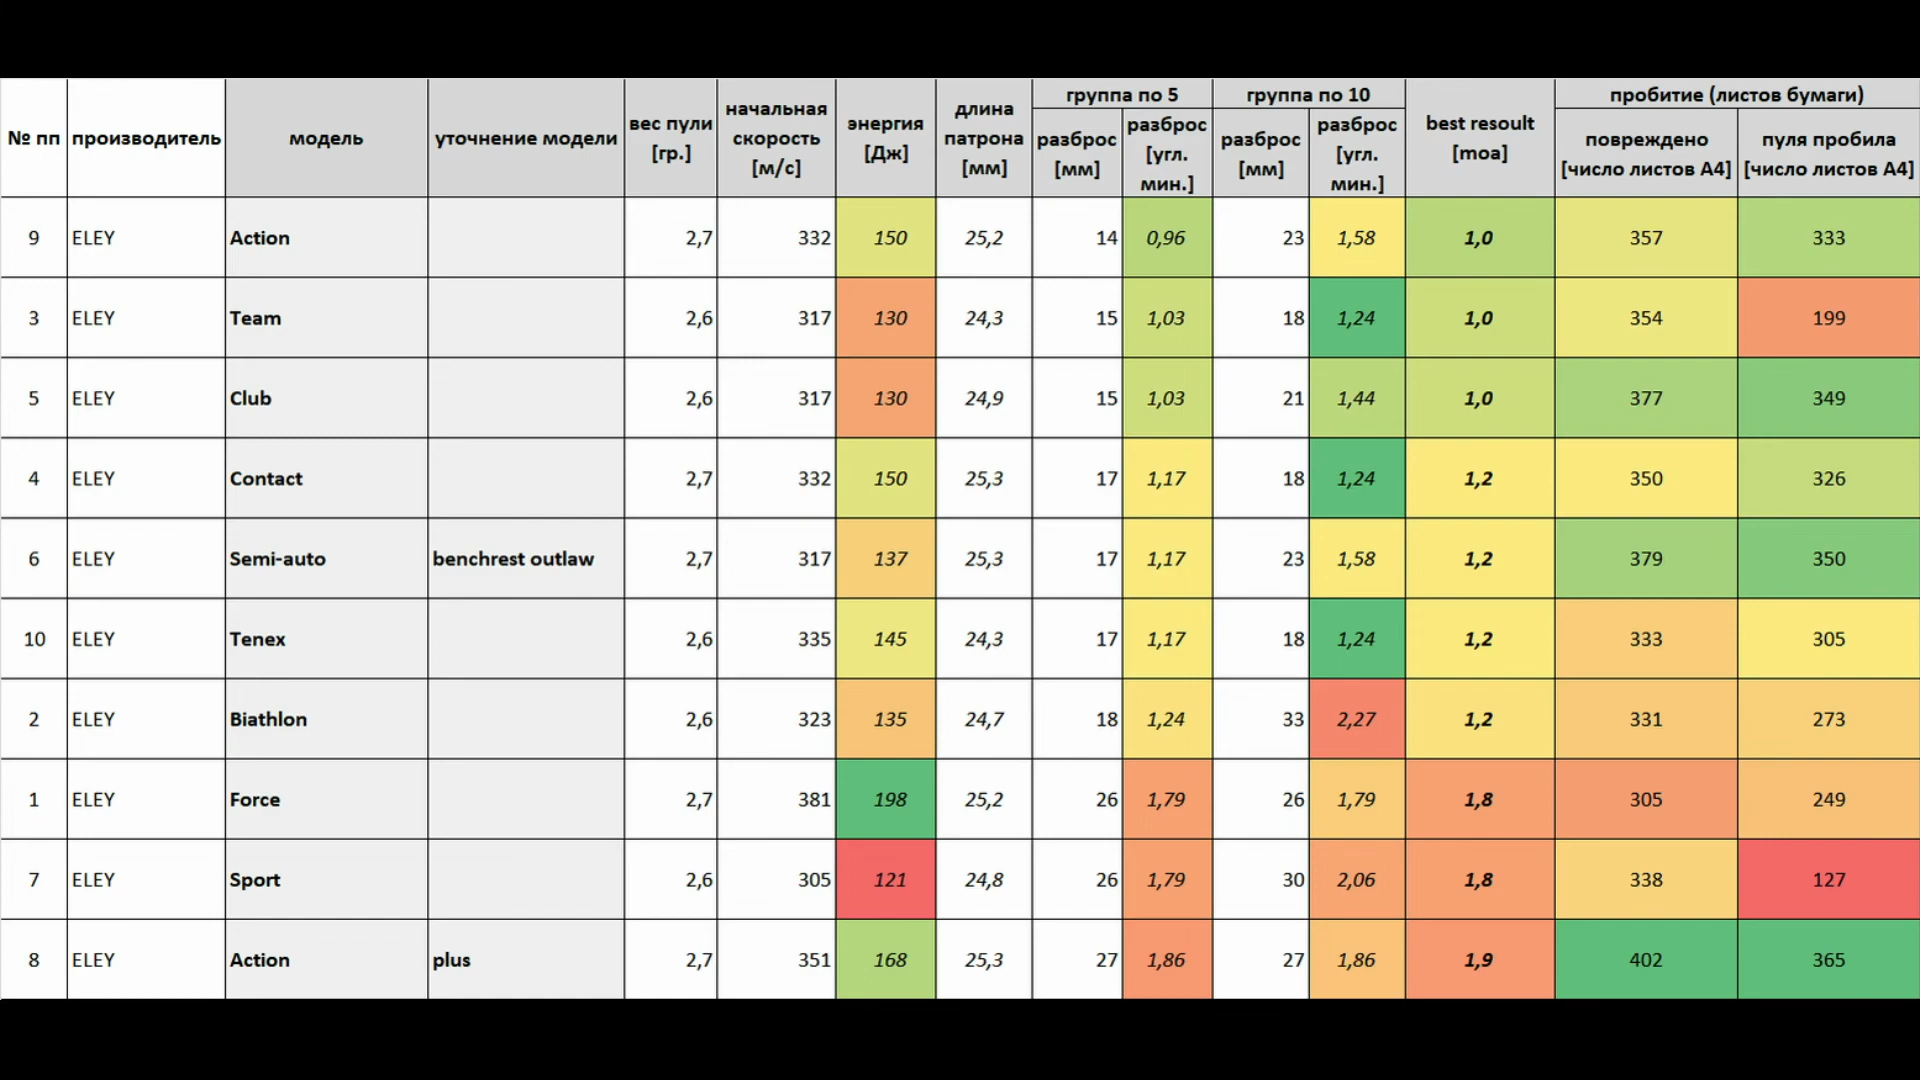 № пп производитель модель уточнение модели вес пули [гр.] начальная скорость [м/с] энергия [Дж] длина патрона [мм] группа по 5 разброс [мм] разброс [угл. мин.] группа по 10 разброс [мм] разброс [угл. мин.] best resoult [moa] пробитие (листов бумаги) повреждено [число листов А4] пуля пробила [число листов А4]
9 ELEY Action 2,7 332 150 25,2 14 0,96 23 1,58 1,0 357 333
3 ELEY Team 2,6 317 130 24,3 15 1,03 18 1,24 1,0 354 199
5 ELEY Club 2,6 317 130 24,9 15 1,03 21 1,44 1,0 377 349
4 ELEY Contact 2,7 332 150 25,3 17 1,17 18 1,24 1,2 350 326
6 ELEY Semi-auto benchrest outlaw 2,7 317 137 25,3 17 1,17 23 1,58 1,2 379 350
10 ELEY Tenex 2,6 335 145 24,3 17 1,17 18 1,24 1,2 333 305
2 ELEY Biathlon 2,6 323 135 24,7 18 1,24 33 2,27 1,2 331 273
1 ELEY Force 2,7 381 198 25,2 26 1,79 26 1,79 1,8 305 249
7 ELEY Sport 2,6 305 121 24,8 26 1,79 30 2,06 1,8 338 127
8 ELEY Action plus 2,7 351 168 25,3 27 1,86 27 1,86 1,9 402 365